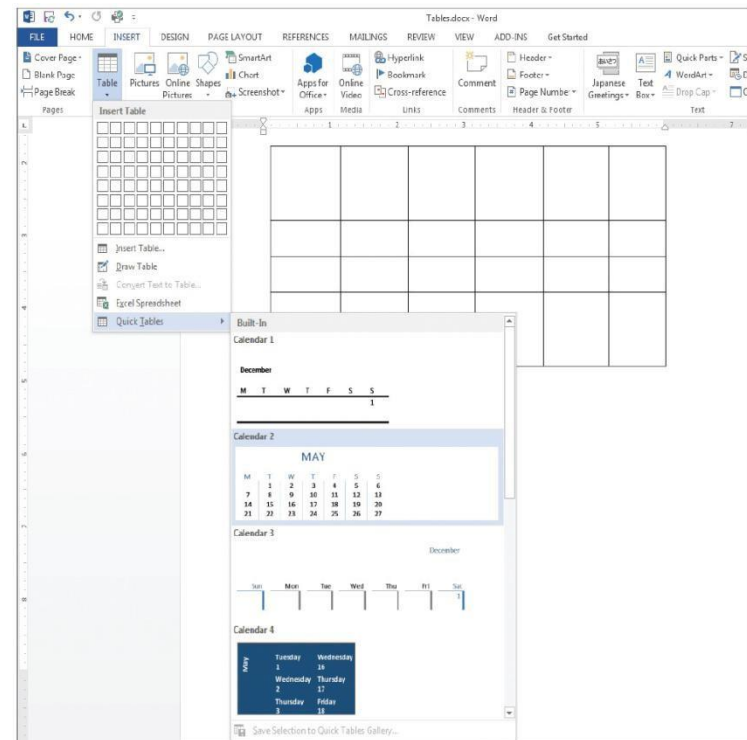 Tables.docx - Word
FILE HOME INSERT DESIGN PAGE LAYOUT REFERENCES MAILINGS REVIEW VIEW ADD-INS Get Started
Cover Page
Blank Page
Page Break
Pages
Table
Pictures
Online Pictures
Shapes
SmartArt
Chart
Screenshot
Apps for Office
Apps
Online Video
Media
Hyperlink
Bookmark
Cross-reference
Links
Comment
Comments
Header
Footer
Page Number
Header & Footer
Japanese Greetings
Text Box
Quick Parts
WordArt
Drop Cap
Text
Insert Table
Insert Table...
Draw Table
Convert Text to Table...
Excel Spreadsheet
Quick Tables
1 2 3 4 5 7
Built-In
Calendar 1
December
M T W T F S S
1
Calendar 2
MAY
M T W T F S S
1 2 3 4 5 6
7 8 9 10 11 12 13
14 15 16 17 18 19 20
21 22 23 24 25 26 27
Calendar 3
December
Sun Mon Tue Wed Thu Fri Sat
1
Calendar 4
May
Tuesday Wednesday
1 16
Wednesday Thursday
2 17
Thursday Friday
3 18
Save Selection to Quick Tables Gallery...